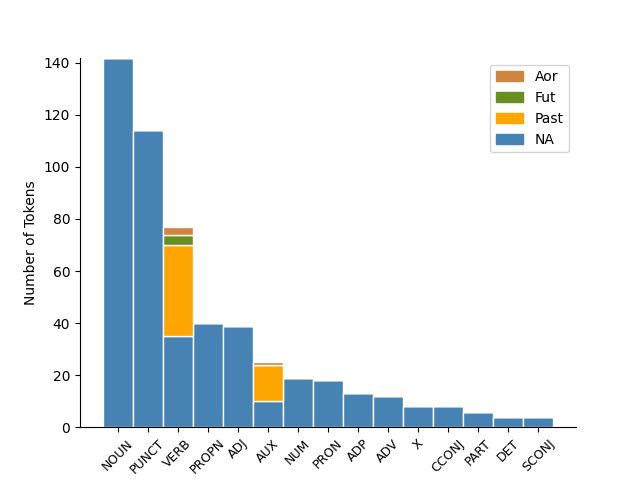 140
120
100
80
60
40
20
0
Number of Tokens
Aor
Fut
Past
NA
NOUN
PUNCT
VERB
PROPN
ADJ
AUX
NUM
PRON
ADP
ADV
X
CCONJ
PART
DET
SCONJ